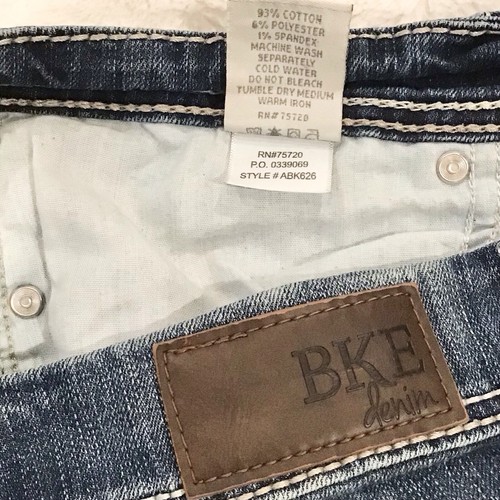 93% COTTON
6% POLYESTER
1% SPANDEX
MACHINE WASH
SEPARATELY
COLD WATER
DO NOT BLEACH
TUMBLE DRY MEDIUM
WARM IRON
RN# 75720
RN#75720
P.O. 0339069
STYLE # ABK626
BKE
denim